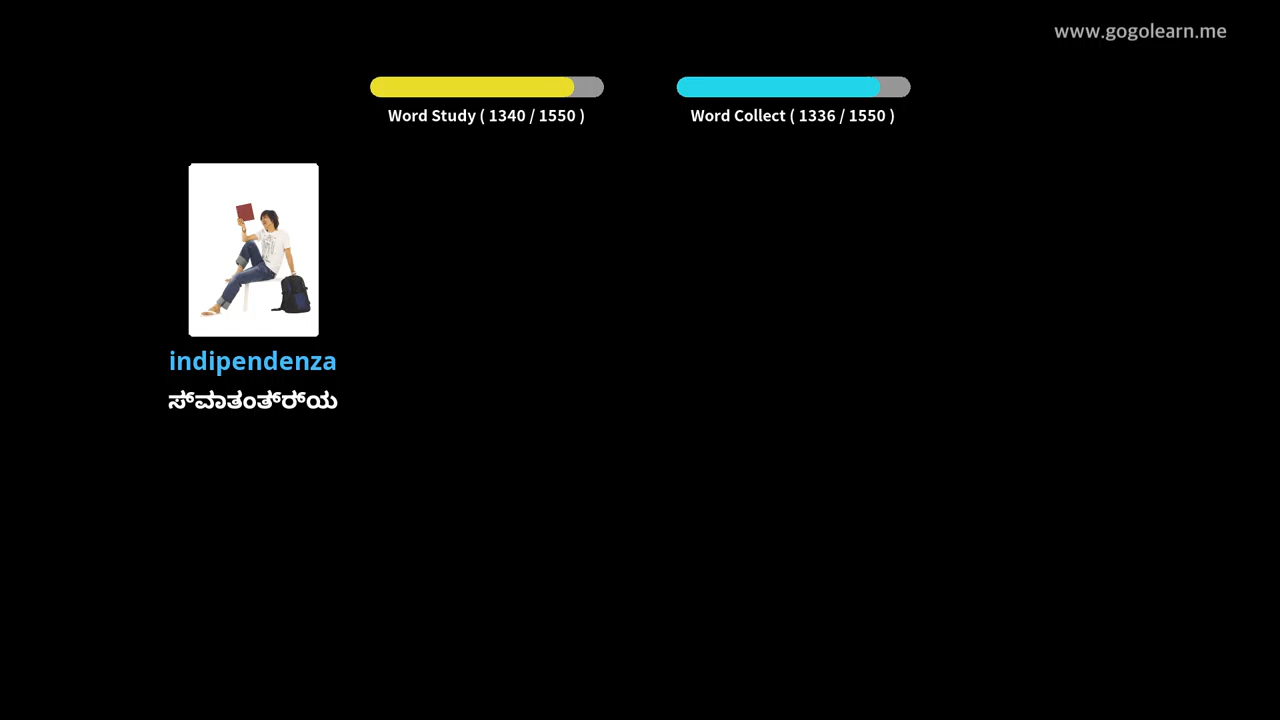 www.gogolearn.me
Word Study ( 1340 / 1550 )
Word Collect ( 1336 / 1550 )
indipendenza
ಸ್‌ವಾತಂತ್‌ರ್‌ಯ